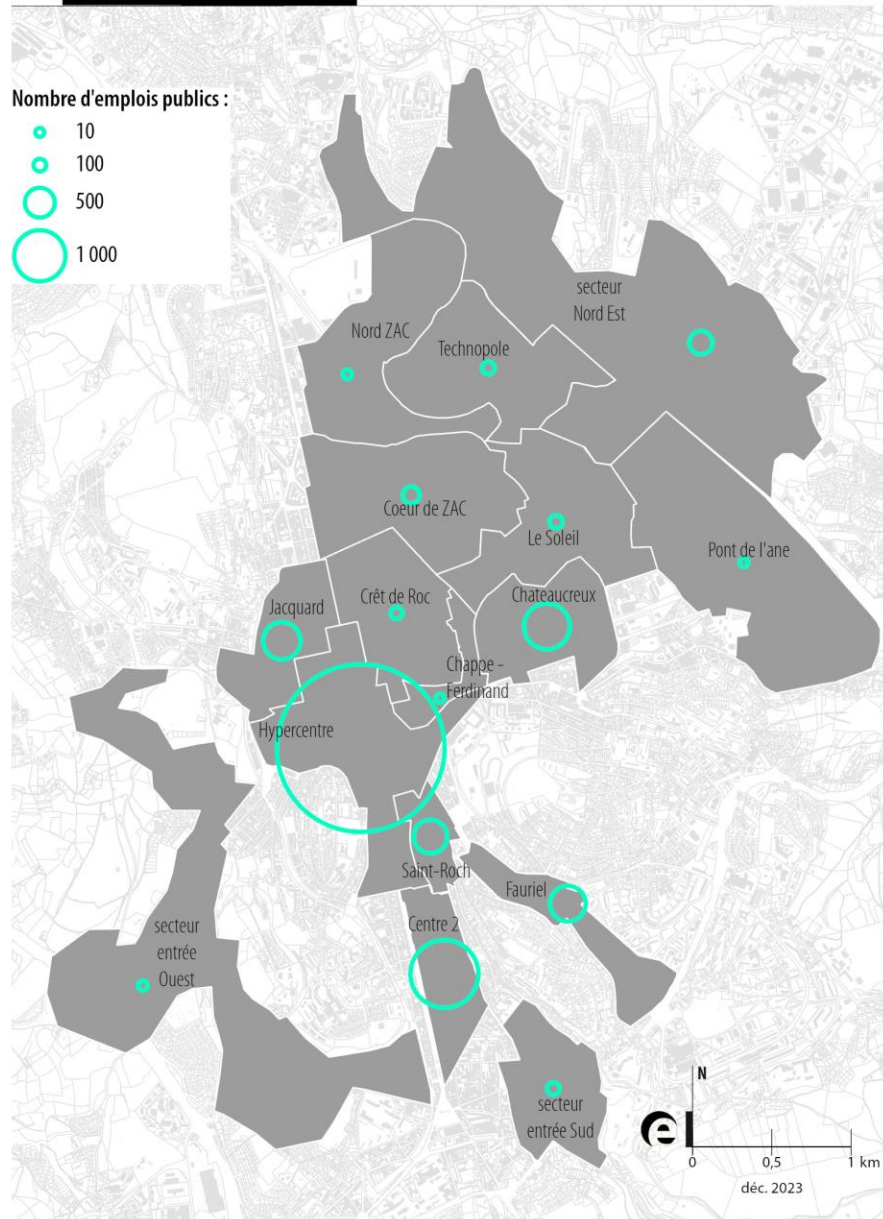 Nombre d'emplois publics :
10
100
500
1 000
secteur
Nord Est
Nord ZAC
Technopole
Coeur de ZAC
Le Soleil
Pont de l'ane
Crêt de Roc
Chateaucreux
Jacquard
Chappe -
Ferdinand
Hypercentre
Saint-Roch
Fauriel
Centre 2
secteur
entrée
Ouest
secteur
entrée Sud
N
e
0
0,5
1 km
déc. 2023